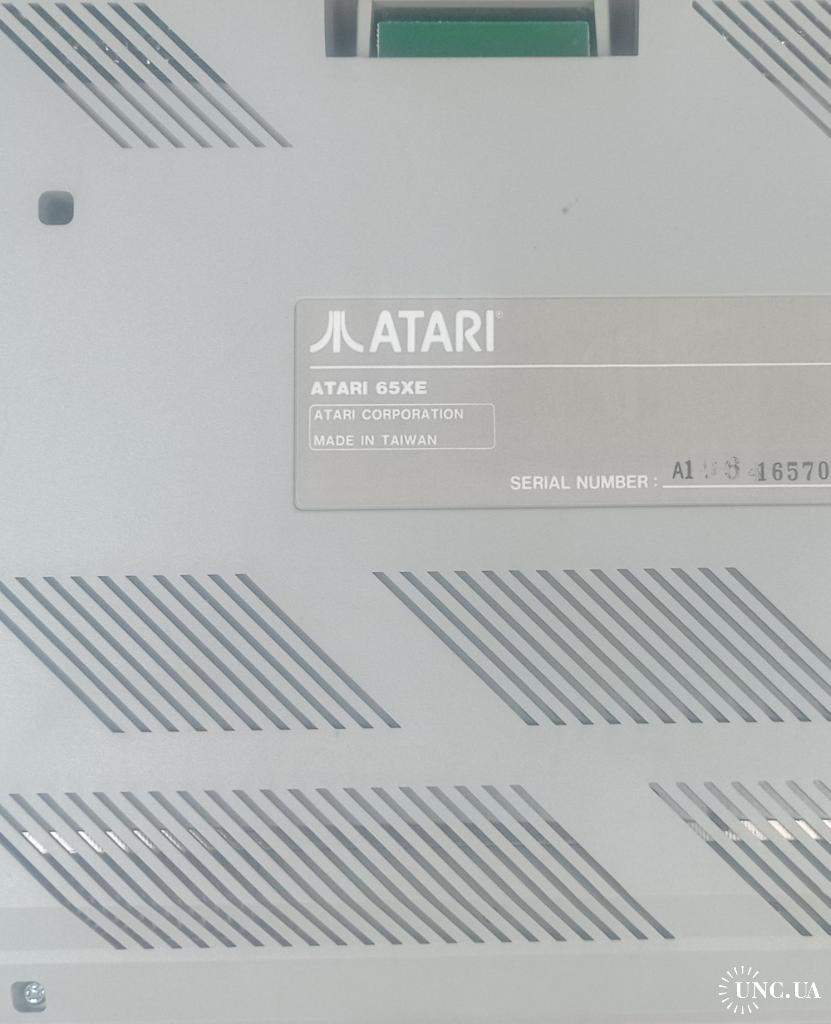 ATARI®
ATARI 65XE
ATARI CORPORATION
MADE IN TAIWAN
SERIAL NUMBER :
UNC.UA